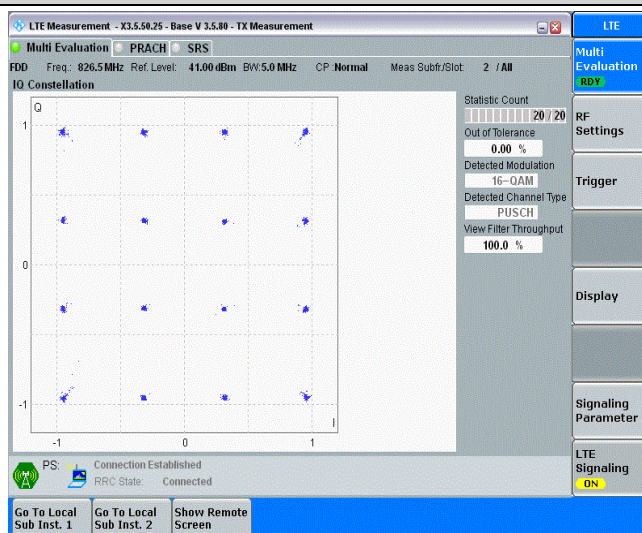 LTE Measurement - X3.5.50.25 - Base V 3.5.80 - TX Measurement
LTE
Multi Evaluation PRACH SRS
Multi
Evaluation
RDY
FDD Freq.: 826.5 MHz Ref. Level: 41.00 dBm BW: 5.0 MHz CP :Normal Meas Subfr./Slot: 2 / All
IQ Constellation
Q
1
0
-1
-1 0 1
I
Statistic Count
20 / 20
Out of Tolerance
0.00 %
Detected Modulation
16-QAM
Detected Channel Type
PUSCH
View Filter Throughput
100.0 %
RF
Settings
Trigger
Display
Signaling
Parameter
LTE
Signaling
ON
PS: Connection Established
RRC State: Connected
Go To Local
Sub Inst. 1
Go To Local
Sub Inst. 2
Show Remote
Screen